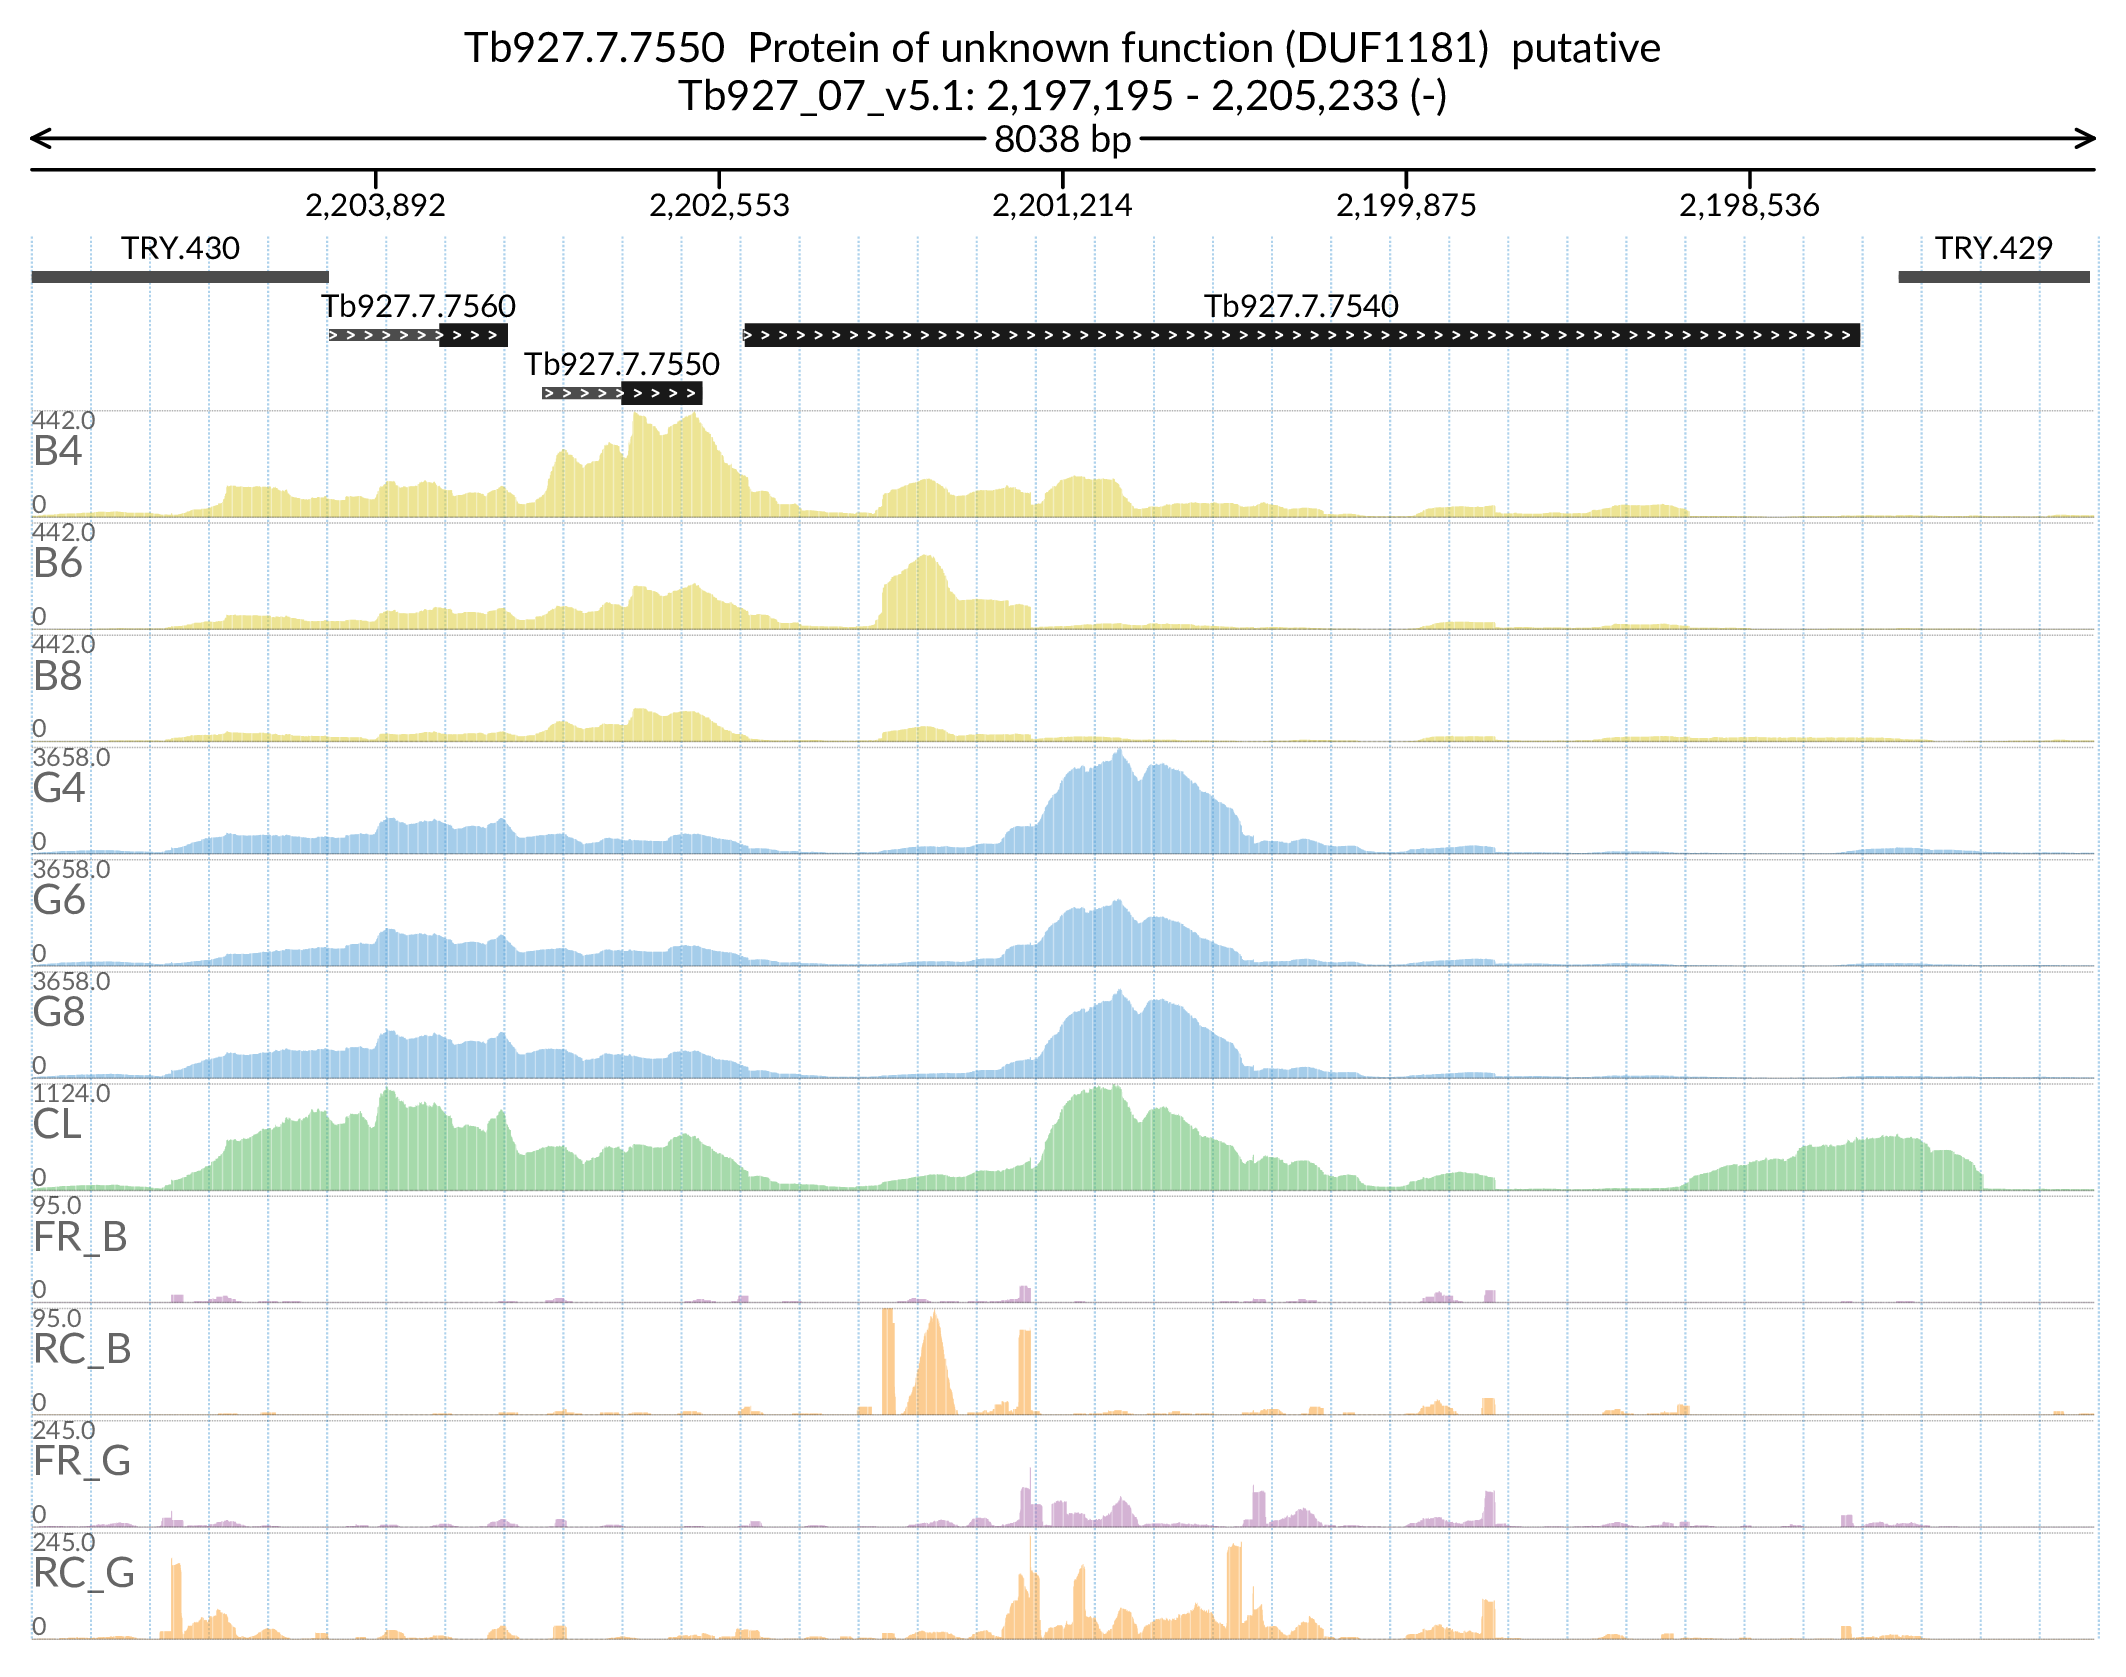 Tb927.7.7550 Protein of unknown function (DUF1181) putative
Tb927_07_v5.1: 2,197,195 - 2,205,233 (-)
8038 bp
2,203,892 2,202,553 2,201,214 2,199,875 2,198,536
TRY.430 TRY.429
Tb927.7.7560 Tb927.7.7540
Tb927.7.7550
442.0
B4
0
442.0
B6
0
442.0
B8
0
3658.0
G4
0
3658.0
G6
0
3658.0
G8
0
1124.0
CL
0
95.0
FR_B
0
95.0
RC_B
0
245.0
FR_G
0
245.0
RC_G
0